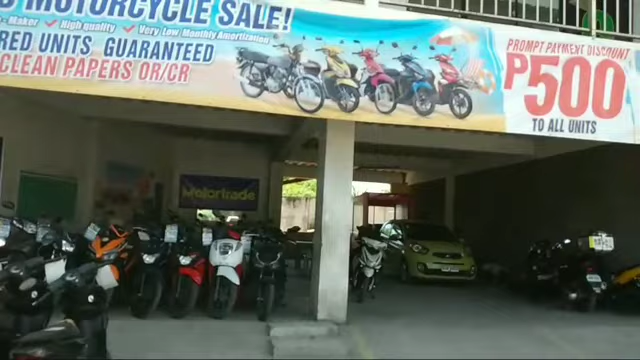 MOTORCYCLE SALE!
Maker ✓ High quality ✓ Very Low Monthly Amortization
RED UNITS GUARANTEED
CLEAN PAPERS OR/CR
PROMPT PAYMENT DISCOUNT
₱500
TO ALL UNITS
Motortrade